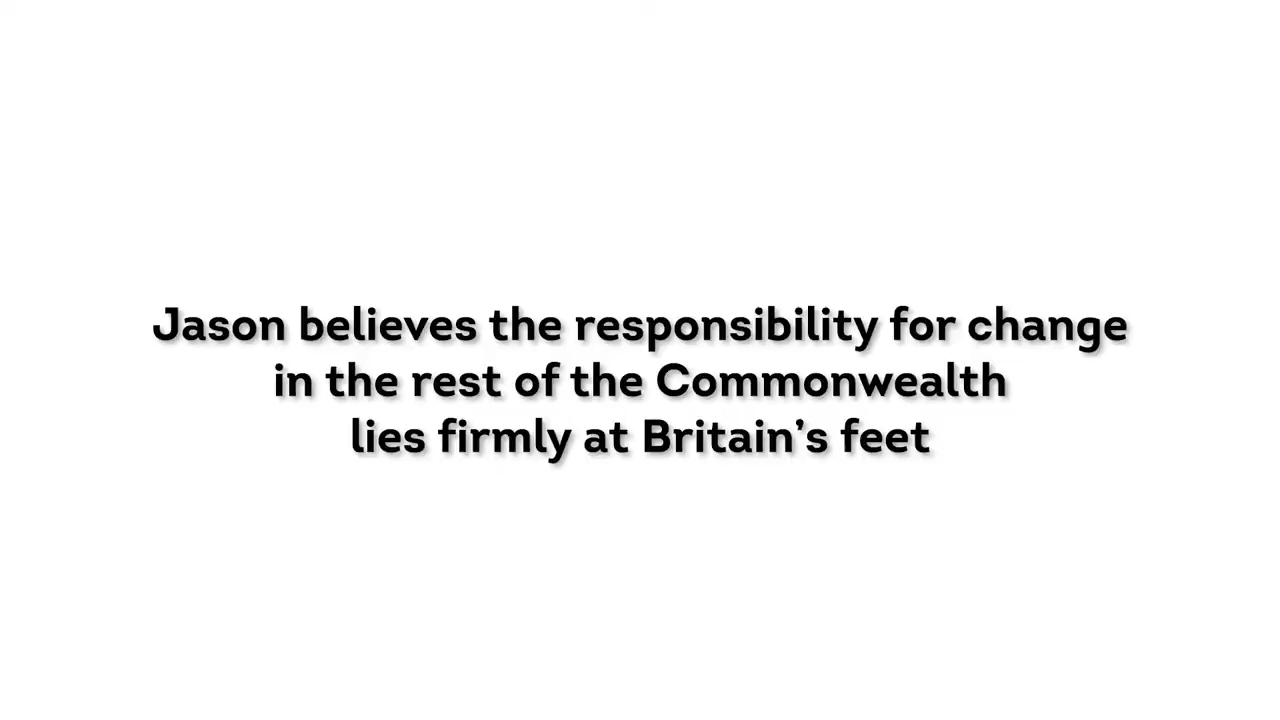 Jason believes the responsibility for change
in the rest of the Commonwealth
lies firmly at Britain’s feet